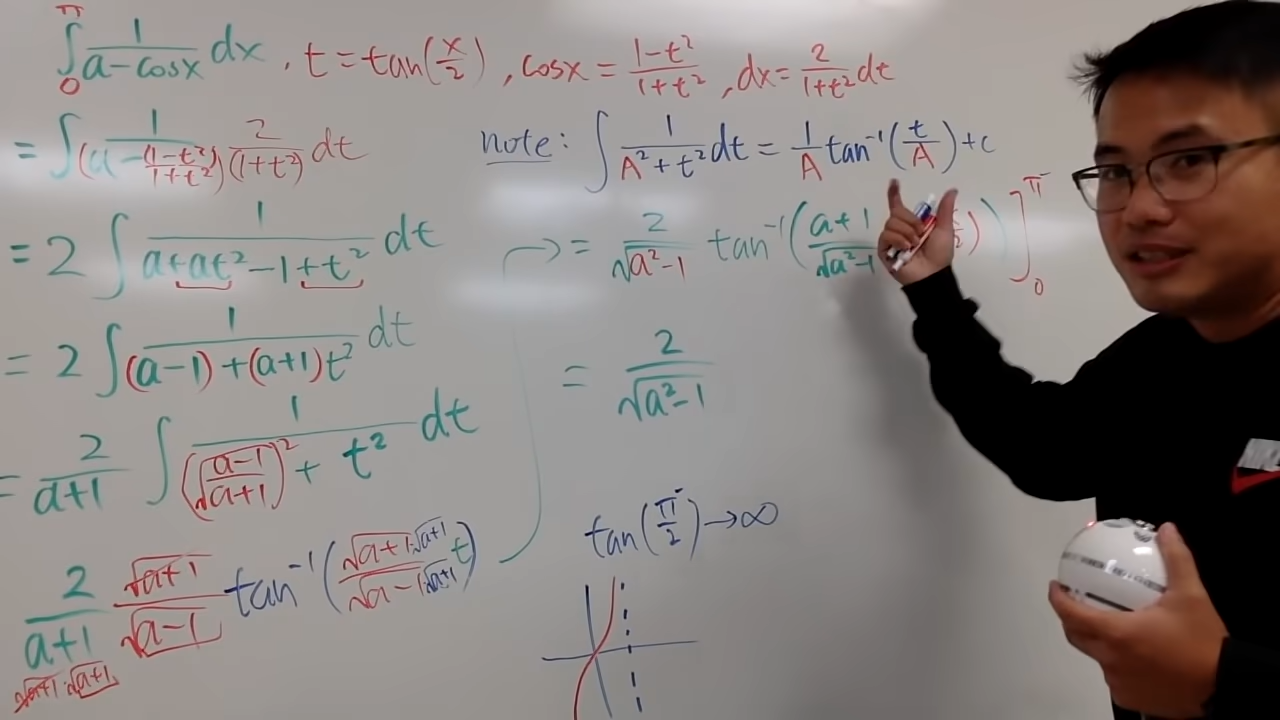 ∫₀^π 1/(a-cosx) dx , t = tan(x/2) , cosx = (1-t²)/(1+t²) , dx = 2/(1+t²) dt
= ∫ 1/(a - (1-t²)/(1+t²)) 2/(1+t²) dt
= 2 ∫ 1/(a+at²-1+t²) dt
= 2 ∫ 1/((a-1)+(a+1)t²) dt
= 2/(a+1) ∫ 1/((√((a-1)/(a+1)))² + t²) dt
2/(a+1) √(a+1)/√(a-1) tan⁻¹(√(a+1)·√(a+1)/(√(a-1)√(a+1)) t)
√(a+1)·√(a+1)
note: ∫ 1/(A²+t²) dt = 1/A tan⁻¹(t/A) + c
= 2/√(a²-1) tan⁻¹((a+1)/√(a²-1) 2) ]₀^π⁻
= 2/√(a²-1)
tan(π⁻/2) → ∞